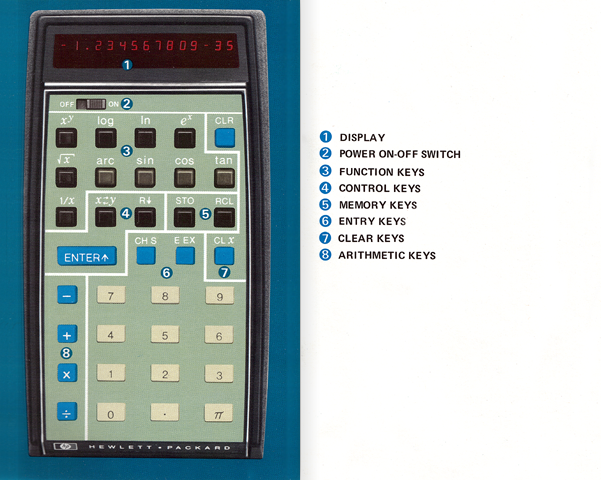 -1.234567809-35
1
OFF ON 2
xʸ log ln eˣ CLR
3
√x arc sin cos tan
1/x x⇄y R↓ STO RCL
4 5
CH S E EX CL x
ENTER↑
6 7
− 7 8 9
+ 4 5 6
8
× 1 2 3
÷ 0 · π
hp HEWLETT • PACKARD
1 DISPLAY
2 POWER ON-OFF SWITCH
3 FUNCTION KEYS
4 CONTROL KEYS
5 MEMORY KEYS
6 ENTRY KEYS
7 CLEAR KEYS
8 ARITHMETIC KEYS